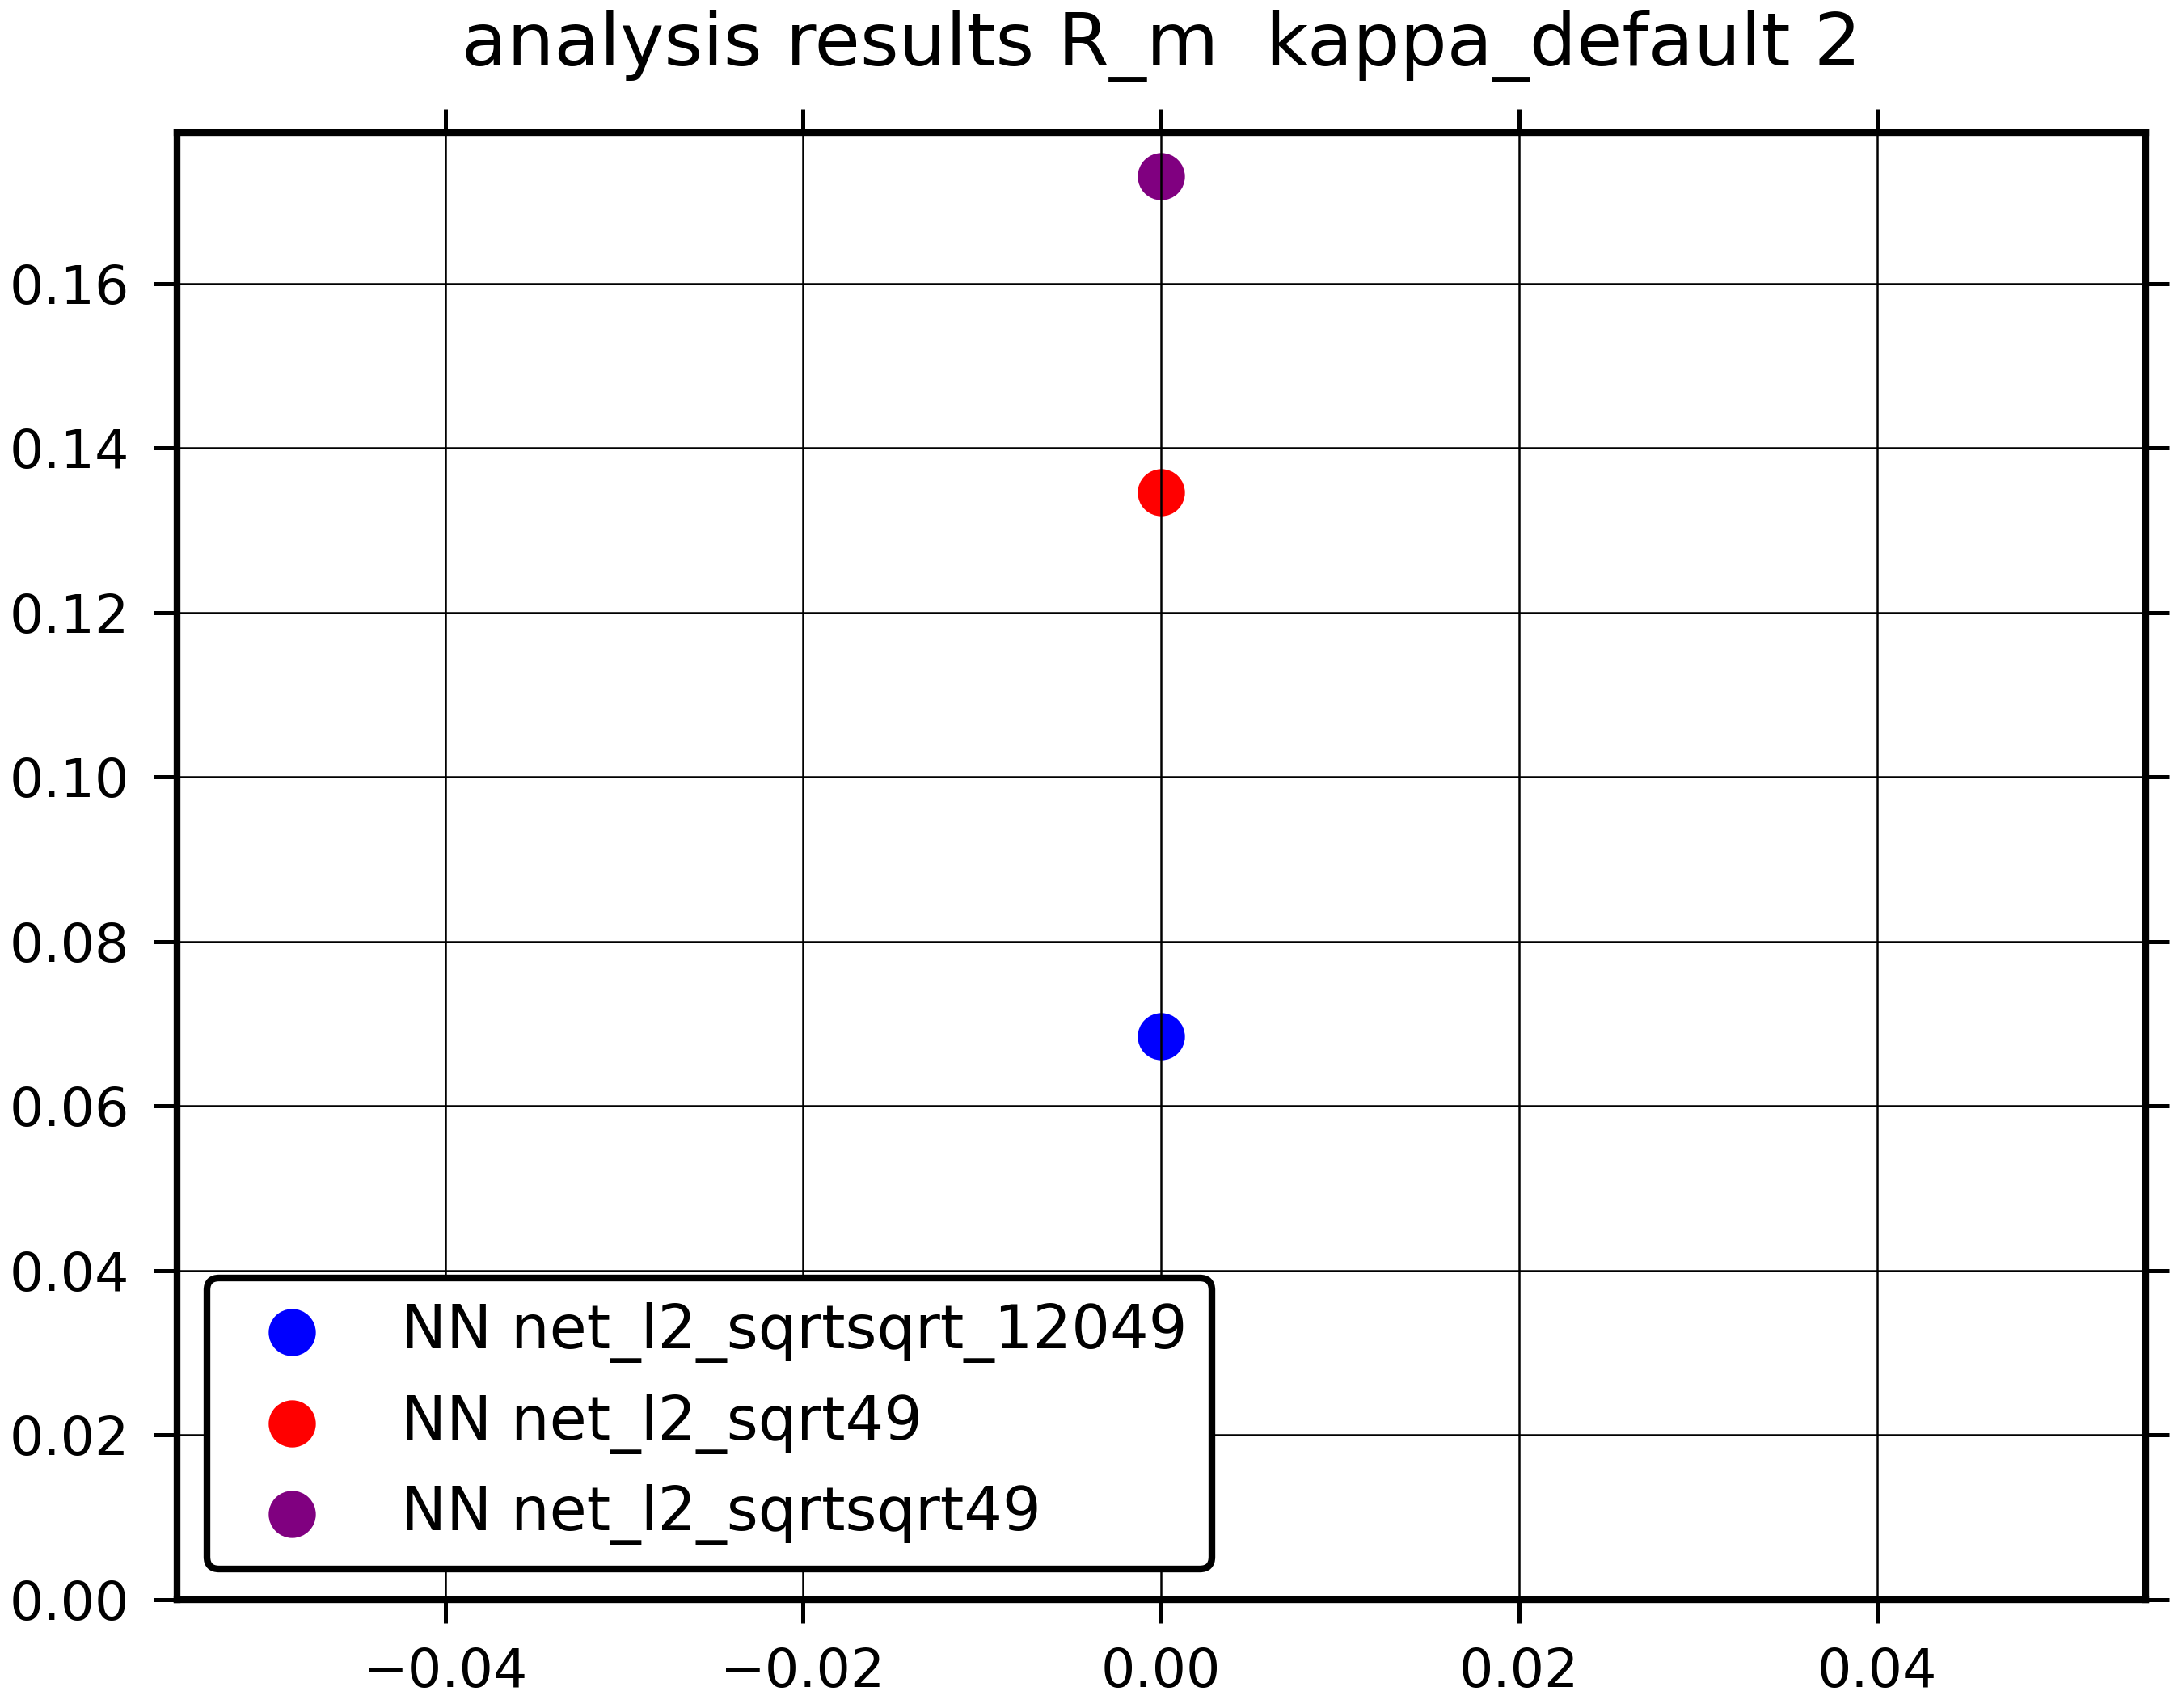 analysis results R_m  kappa_default 2
0.16
0.14
0.12
0.10
0.08
0.06
0.04
0.02
0.00
NN net_l2_sqrtsqrt_12049
NN net_l2_sqrt49
NN net_l2_sqrtsqrt49
−0.04 −0.02 0.00 0.02 0.04